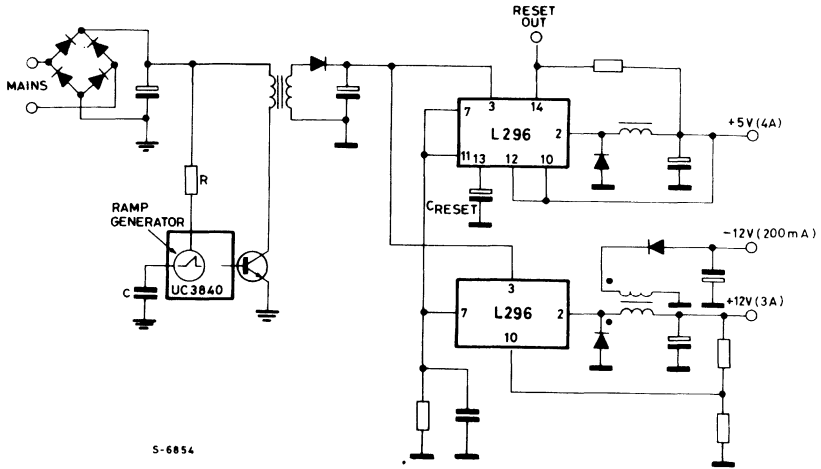 RESET
OUT
MAINS
3
14
7
L296
2
+5V(4A)
11
13
12
10
R
CRESET
RAMP
GENERATOR
-12V(200mA)
UC3840
C
3
+12V(3A)
7
L296
2
10
S-6854